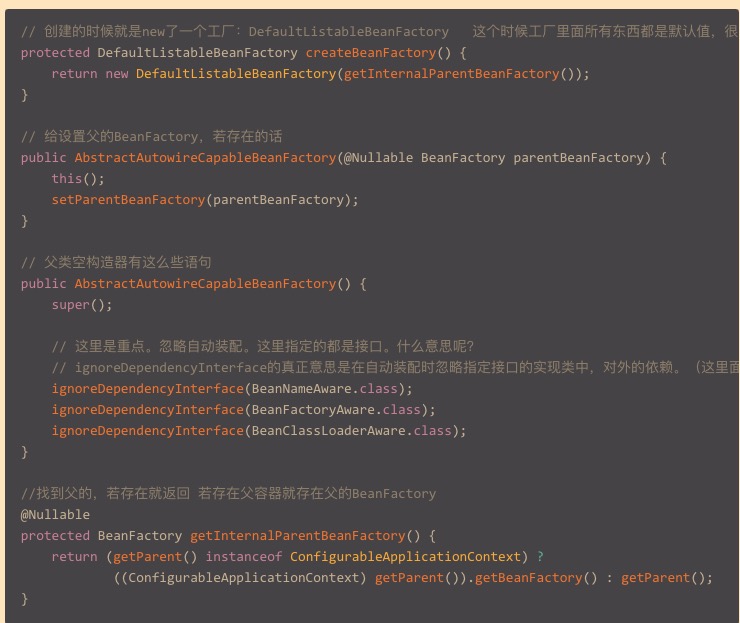 // 创建的时候就是new了一个工厂：DefaultListableBeanFactory   这个时候工厂里面所有东西都是默认值，很
protected DefaultListableBeanFactory createBeanFactory() {
    return new DefaultListableBeanFactory(getInternalParentBeanFactory());
}

// 给设置父的BeanFactory，若存在的话
public AbstractAutowireCapableBeanFactory(@Nullable BeanFactory parentBeanFactory) {
    this();
    setParentBeanFactory(parentBeanFactory);
}

// 父类空构造器有这么些语句
public AbstractAutowireCapableBeanFactory() {
    super();

    // 这里是重点。忽略自动装配。这里指定的都是接口。什么意思呢？
    // ignoreDependencyInterface的真正意思是在自动装配时忽略指定接口的实现类中，对外的依赖。（这里面
    ignoreDependencyInterface(BeanNameAware.class);
    ignoreDependencyInterface(BeanFactoryAware.class);
    ignoreDependencyInterface(BeanClassLoaderAware.class);
}

//找到父的，若存在就返回 若存在父容器就存在父的BeanFactory
@Nullable
protected BeanFactory getInternalParentBeanFactory() {
    return (getParent() instanceof ConfigurableApplicationContext) ?
            ((ConfigurableApplicationContext) getParent()).getBeanFactory() : getParent();
}